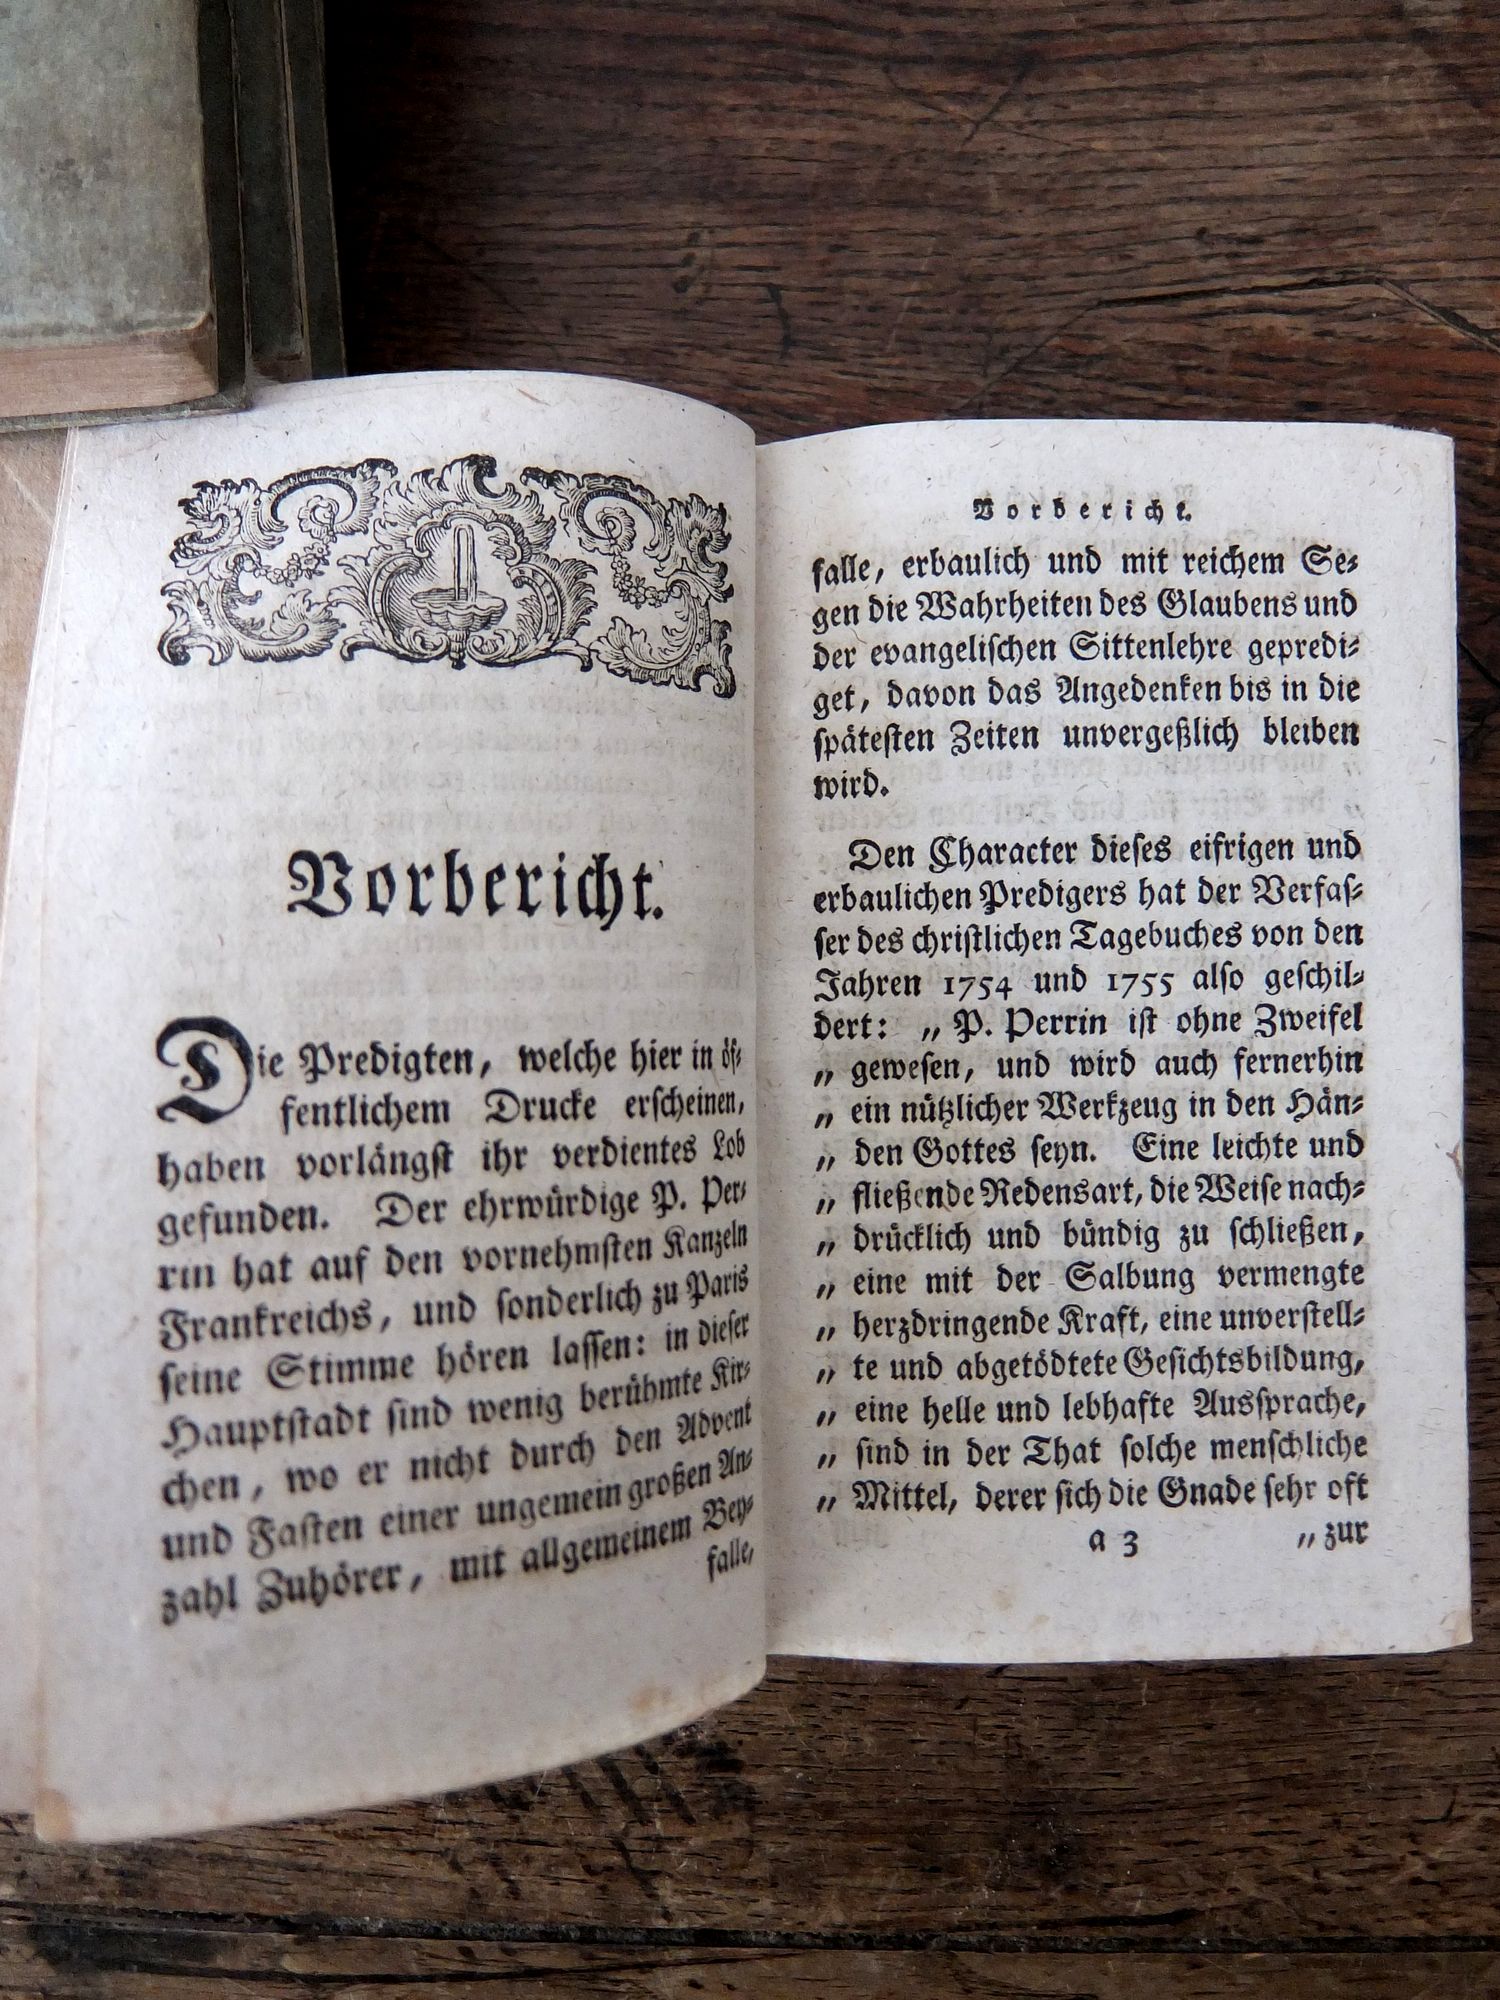 Vorbericht.
Die Predigten, welche hier in öf-
fentlichem Drucke erscheinen,
haben vorlängst ihr verdientes Lob
gefunden. Der ehrwürdige P. Per-
rin hat auf den vornehmsten Kanzeln
Frankreichs, und sonderlich zu Paris
seine Stimme hören lassen: in dieser
Hauptstadt sind wenig berühmte Kir-
chen, wo er nicht durch den Advent
und Fasten einer ungemein großen An-
zahl Zuhörer, mit allgemeinem Bey-
falle,
Vorbericht.
falle, erbaulich und mit reichem Se-
gen die Wahrheiten des Glaubens und
der evangelischen Sittenlehre gepredi-
get, davon das Angedenken bis in die
spätesten Zeiten unvergeßlich bleiben
wird.
Den Character dieses eifrigen und
erbaulichen Predigers hat der Verfas-
ser des christlichen Tagebuches von den
Jahren 1754 und 1755 also geschil-
dert: „ P. Perrin ist ohne Zweifel
„ gewesen, und wird auch fernerhin
„ ein nützlicher Werkzeug in den Hän-
„ den Gottes seyn. Eine leichte und
„ fließende Redensart, die Weise nach-
„ drücklich und bündig zu schließen,
„ eine mit der Salbung vermengte
„ herzdringende Kraft, eine unverstell-
„ te und abgetödtete Gesichtsbildung,
„ eine helle und lebhafte Aussprache,
„ sind in der That solche menschliche
„ Mittel, derer sich die Gnade sehr oft
a 3 „ zur